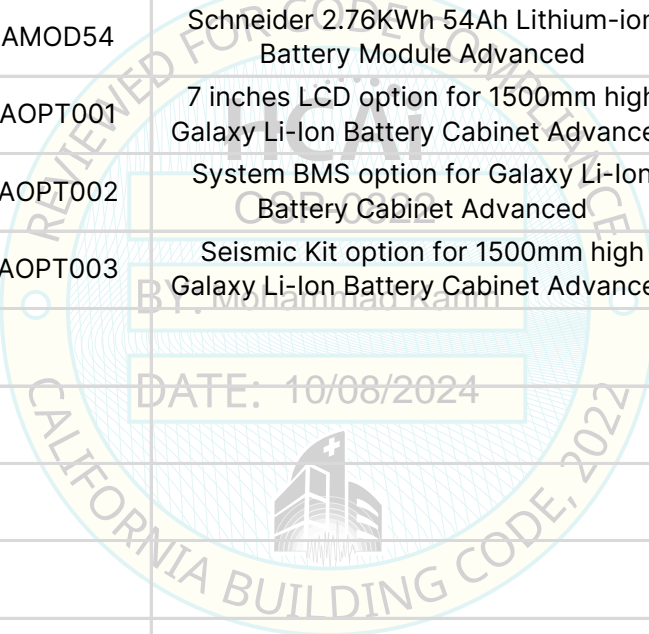 AMOD54
Schneider 2.76KWh 54Ah Lithium-ion
Battery Module Advanced
AOPT001
7 inches LCD option for 1500mm high
Galaxy Li-Ion Battery Cabinet Advance
AOPT002
System BMS option for Galaxy Li-Ion
Battery Cabinet Advanced
AOPT003
Seismic Kit option for 1500mm high
Galaxy Li-Ion Battery Cabinet Advance
REVIEWED FOR CODE COMPLIANCE
HCAi
BY: Mohammad Karim
DATE: 10/08/2024
CALIFORNIA BUILDING CODE, 2022